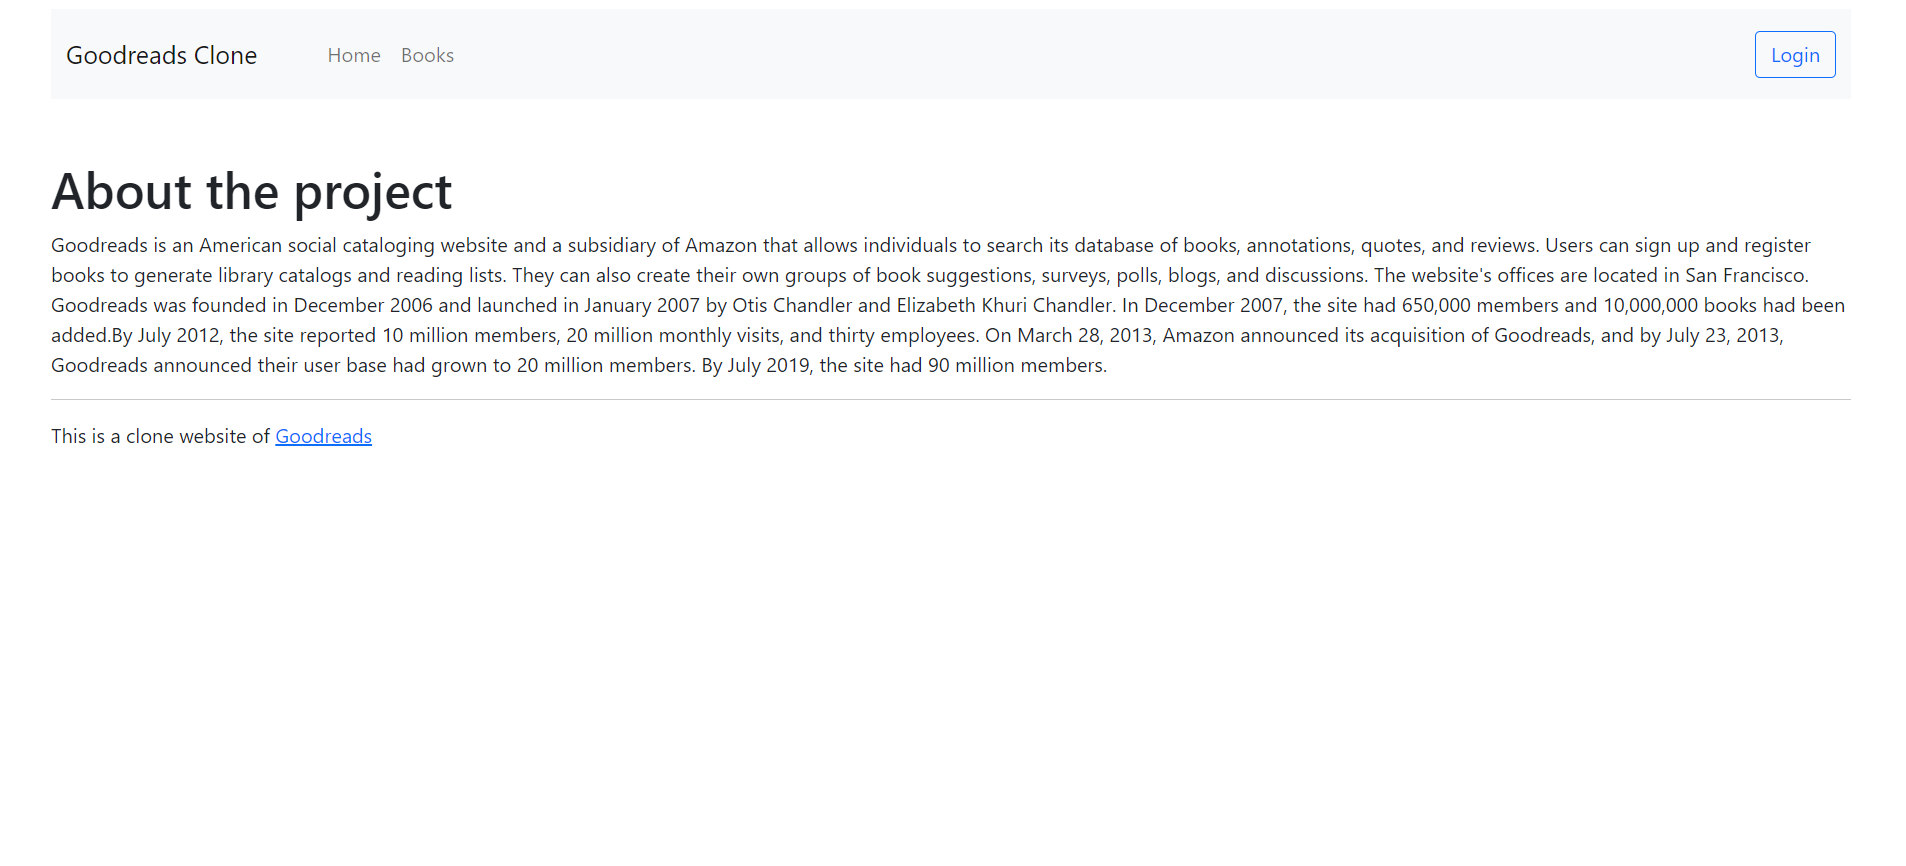 Goodreads Clone Home Books Login
About the project
Goodreads is an American social cataloging website and a subsidiary of Amazon that allows individuals to search its database of books, annotations, quotes, and reviews. Users can sign up and register
books to generate library catalogs and reading lists. They can also create their own groups of book suggestions, surveys, polls, blogs, and discussions. The website's offices are located in San Francisco.
Goodreads was founded in December 2006 and launched in January 2007 by Otis Chandler and Elizabeth Khuri Chandler. In December 2007, the site had 650,000 members and 10,000,000 books had been
added.By July 2012, the site reported 10 million members, 20 million monthly visits, and thirty employees. On March 28, 2013, Amazon announced its acquisition of Goodreads, and by July 23, 2013,
Goodreads announced their user base had grown to 20 million members. By July 2019, the site had 90 million members.
This is a clone website of Goodreads